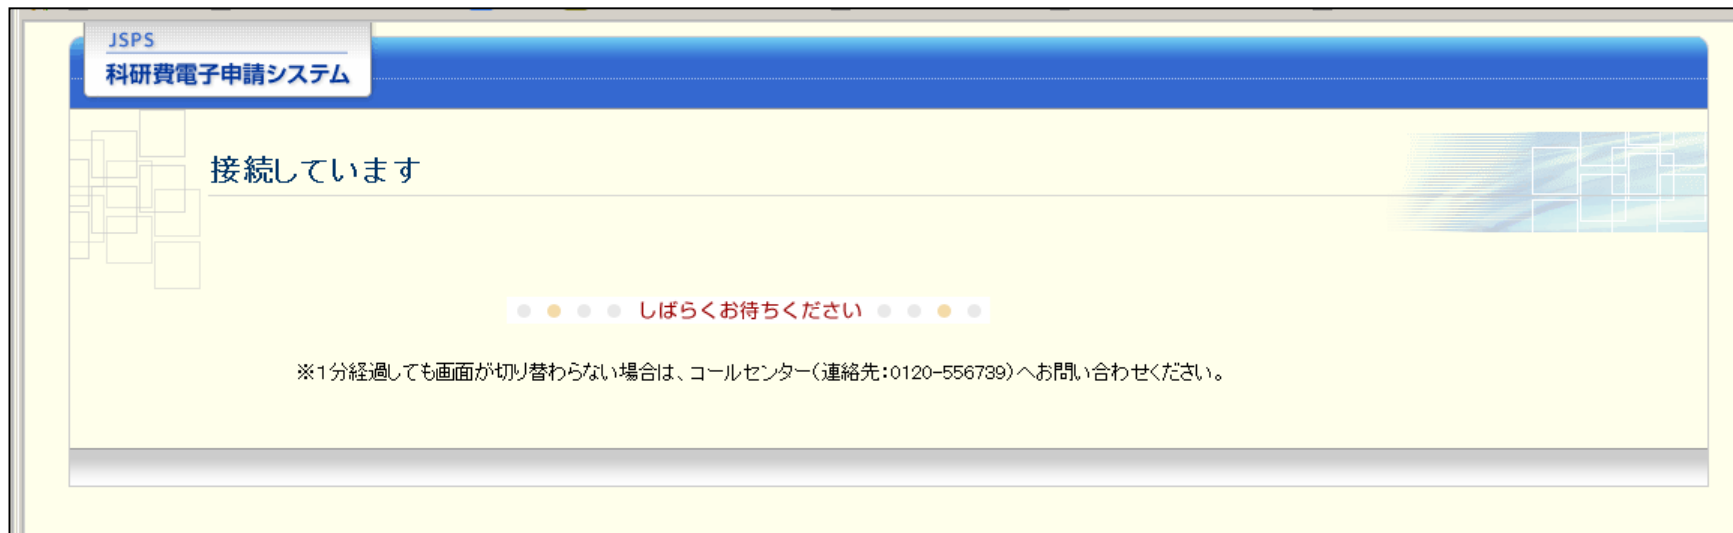 JSPS
科研費電子申請システム
接続しています
しばらくお待ちください
※1分経過しても画面が切り替わらない場合は、コールセンター(連絡先:0120-556739)へお問い合わせください。